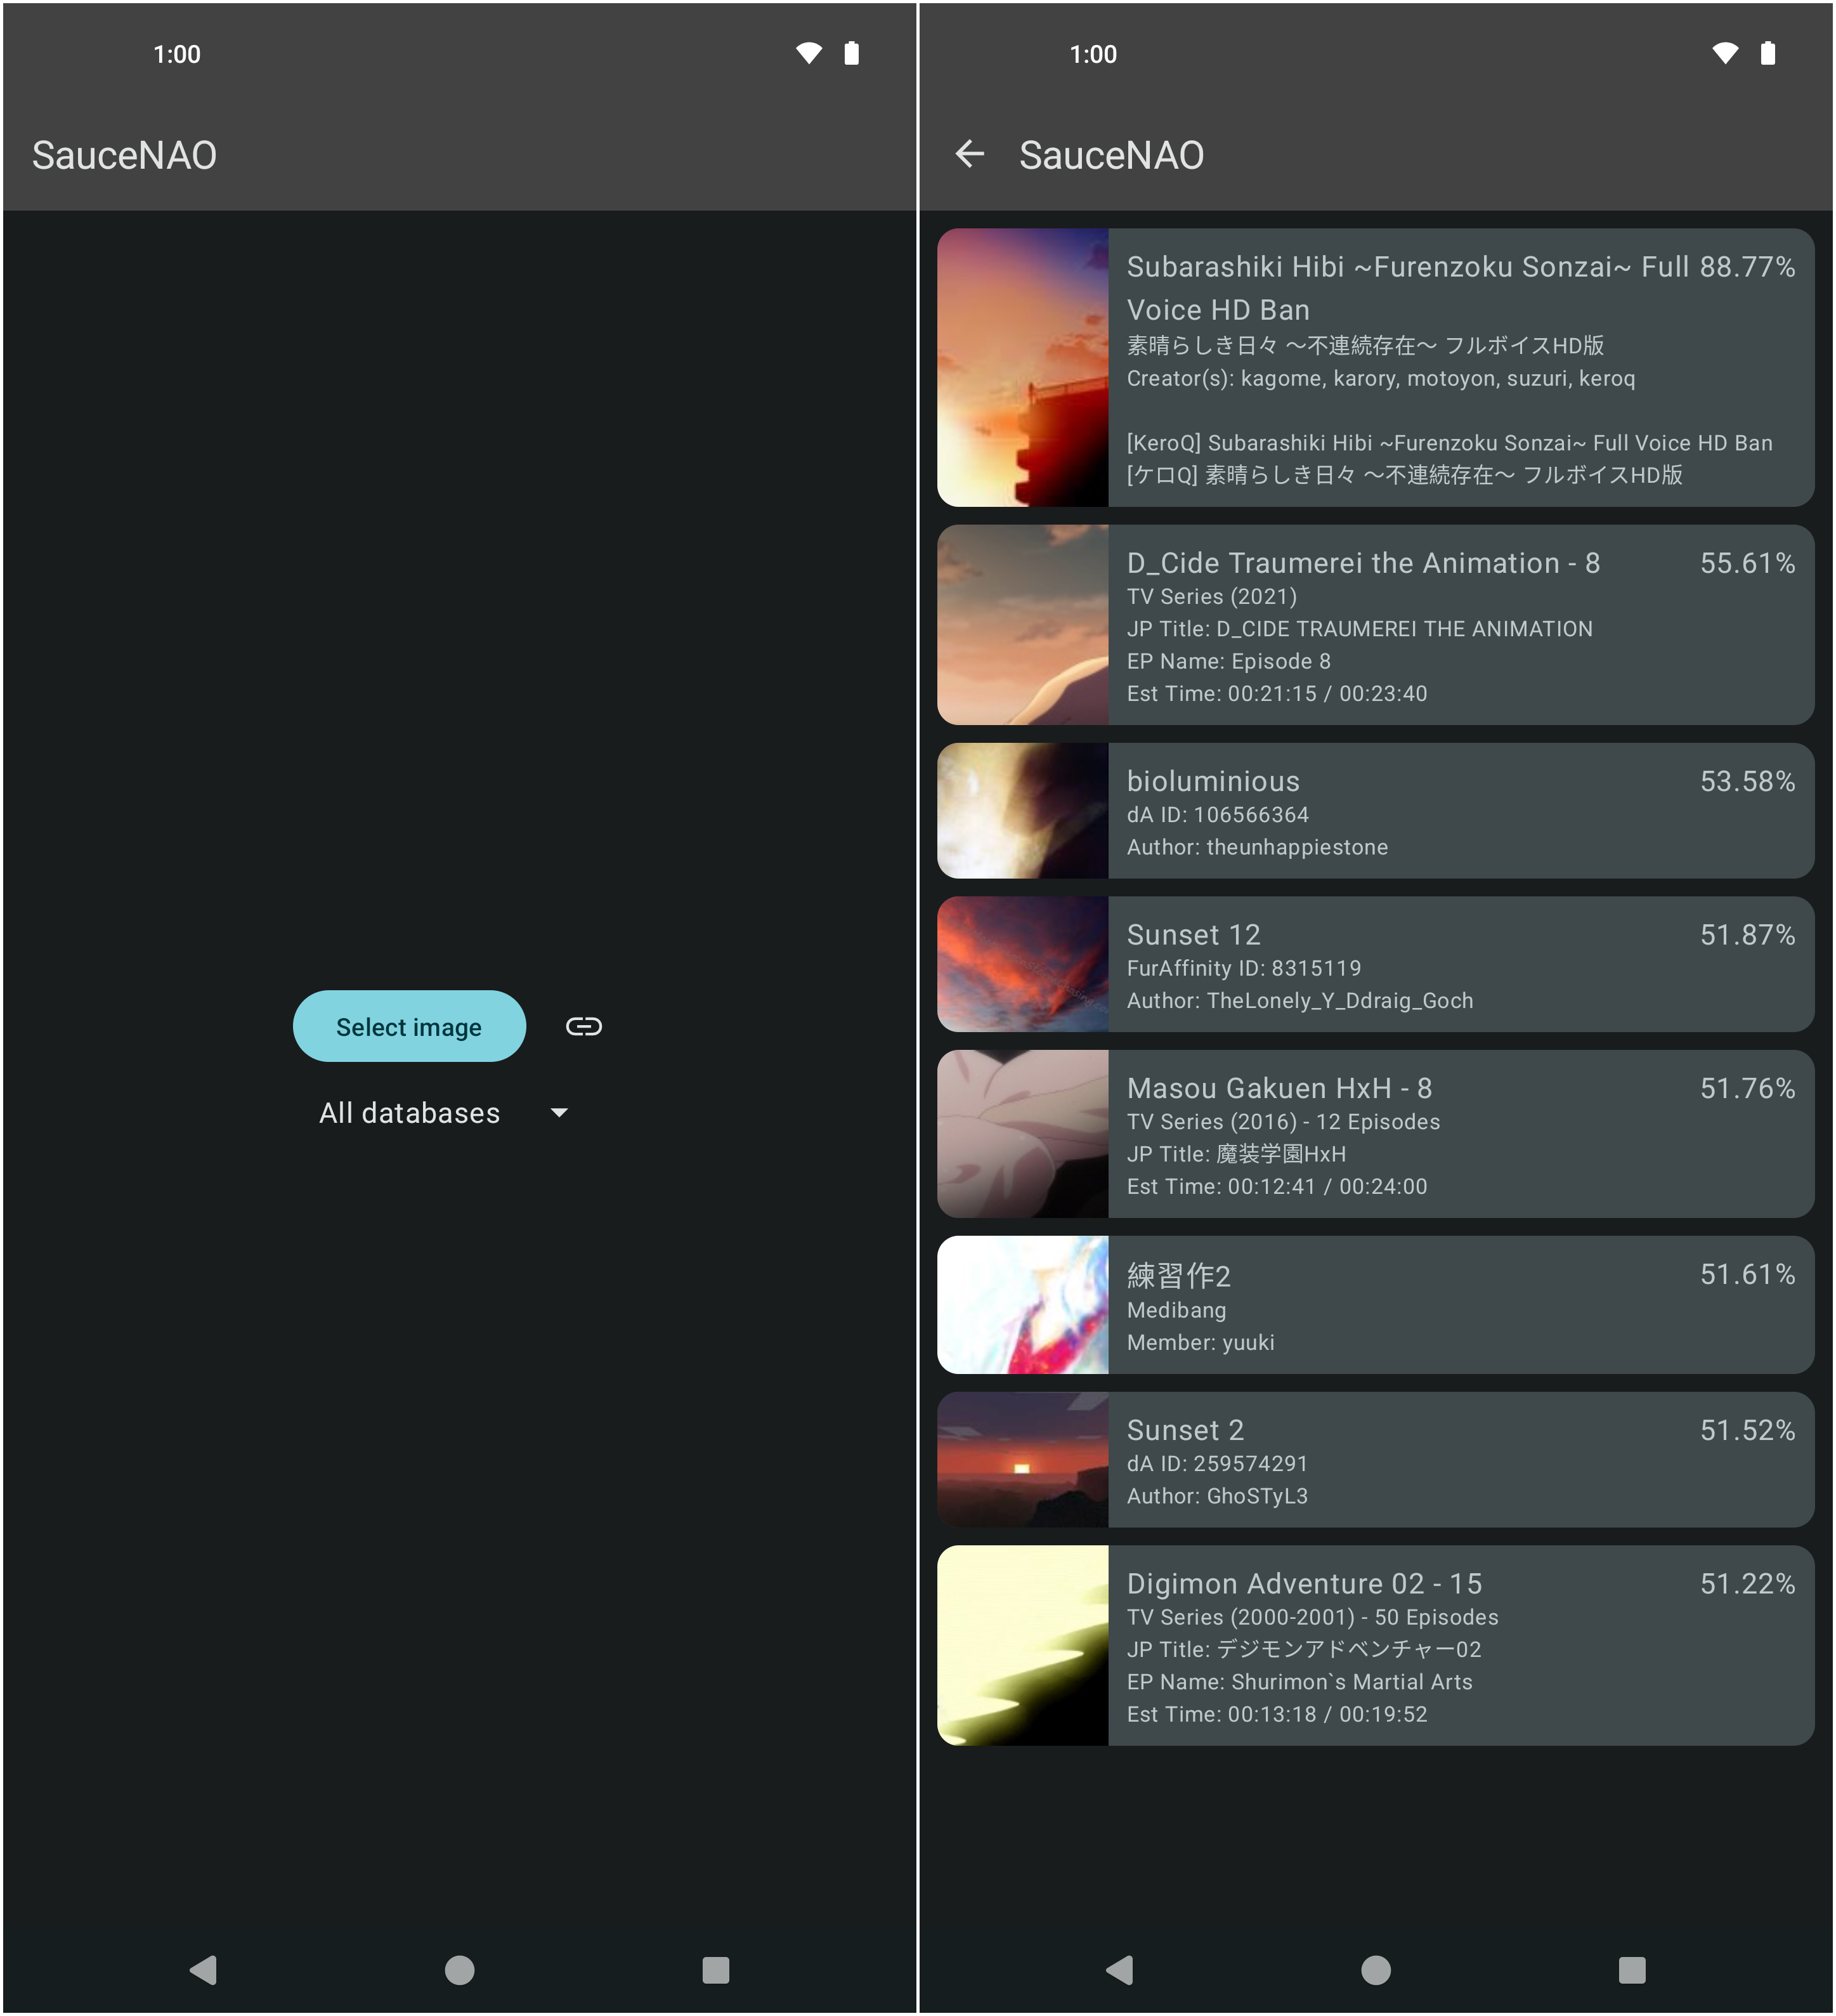 1:00
SauceNAO
Select image
All databases
1:00
SauceNAO
Subarashiki Hibi ~Furenzoku Sonzai~ Full 88.77%
Voice HD Ban
素晴らしき日々 〜不連続存在〜 フルボイスHD版
Creator(s): kagome, karory, motoyon, suzuri, keroq
[KeroQ] Subarashiki Hibi ~Furenzoku Sonzai~ Full Voice HD Ban
[ケロQ] 素晴らしき日々 〜不連続存在〜 フルボイスHD版
D_Cide Traumerei the Animation - 8 55.61%
TV Series (2021)
JP Title: D_CIDE TRAUMEREI THE ANIMATION
EP Name: Episode 8
Est Time: 00:21:15 / 00:23:40
bioluminious 53.58%
dA ID: 106566364
Author: theunhappiestone
Sunset 12 51.87%
FurAffinity ID: 8315119
Author: TheLonely_Y_Ddraig_Goch
Masou Gakuen HxH - 8 51.76%
TV Series (2016) - 12 Episodes
JP Title: 魔装学園HxH
Est Time: 00:12:41 / 00:24:00
練習作2 51.61%
Medibang
Member: yuuki
Sunset 2 51.52%
dA ID: 259574291
Author: GhoSTyL3
Digimon Adventure 02 - 15 51.22%
TV Series (2000-2001) - 50 Episodes
JP Title: デジモンアドベンチャー02
EP Name: Shurimon`s Martial Arts
Est Time: 00:13:18 / 00:19:52